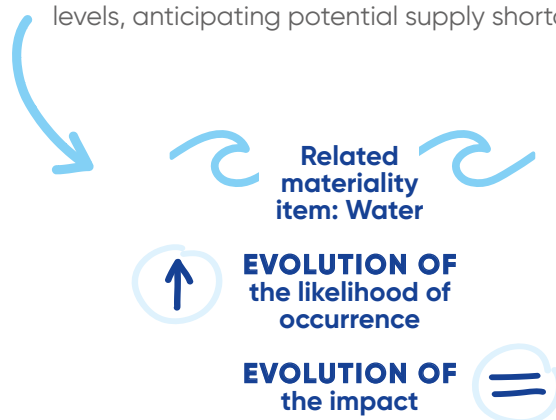 levels, anticipating potential supply
Related
materiality
item: Water
EVOLUTION OF
the likelihood of
occurrence
EVOLUTION OF
the impact